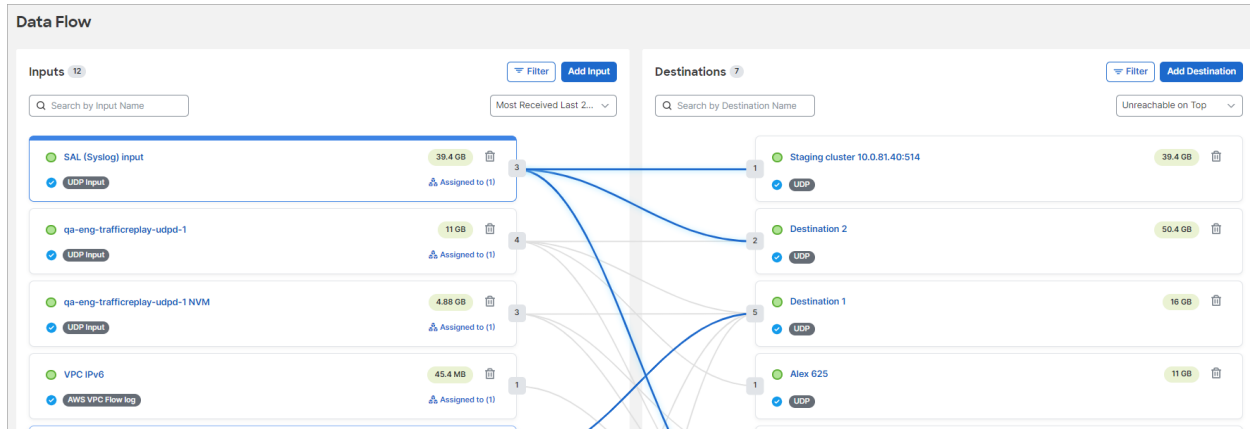 Data Flow
Inputs 12
Filter
Add Input
Search by Input Name
Most Received Last 2...
SAL (Syslog) input
39.4 GB
3
UDP Input
Assigned to (1)
qa-eng-trafficreplay-udpd-1
11 GB
4
UDP Input
Assigned to (1)
qa-eng-trafficreplay-udpd-1 NVM
4.88 GB
3
UDP Input
Assigned to (1)
VPC IPv6
45.4 MB
1
AWS VPC Flow log
Assigned to (1)
Destinations 7
Filter
Add Destination
Search by Destination Name
Unreachable on Top
1
Staging cluster 10.0.81.40:514
39.4 GB
UDP
2
Destination 2
50.4 GB
UDP
5
Destination 1
16 GB
UDP
1
Alex 625
11 GB
UDP